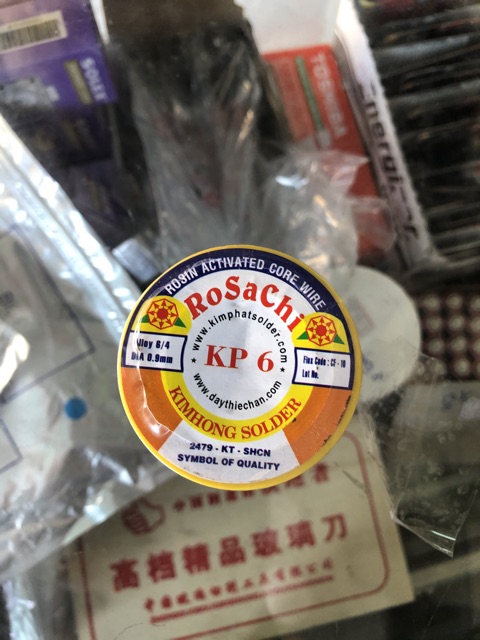 TOSHIBA
ROSIN ACTIVATED CORE WIRE
RoSaChi
www.kimphatsolder.com
Alloy 6/4
DIA 0.9mm
KP 6
Flux Code : CF - 10
Lot No.
www.daythiechan.com
KIMHONG SOLDER
2479 - KT - SHCN
SYMBOL OF QUALITY
高档精品玻璃刀